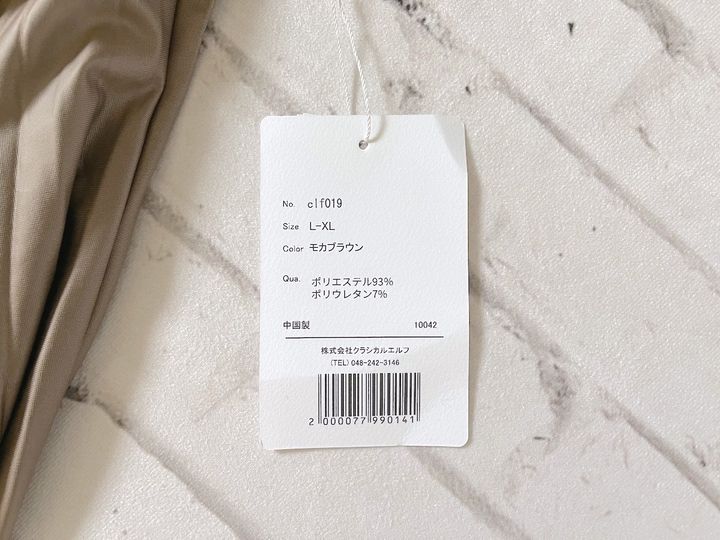 No. clf019
Size L-XL
Color モカブラウン
Qua. ポリエステル93%
ポリウレタン7%
中国製 10042
株式会社クラシカルエルフ
(TEL) 048-242-3146
2 000077 990141